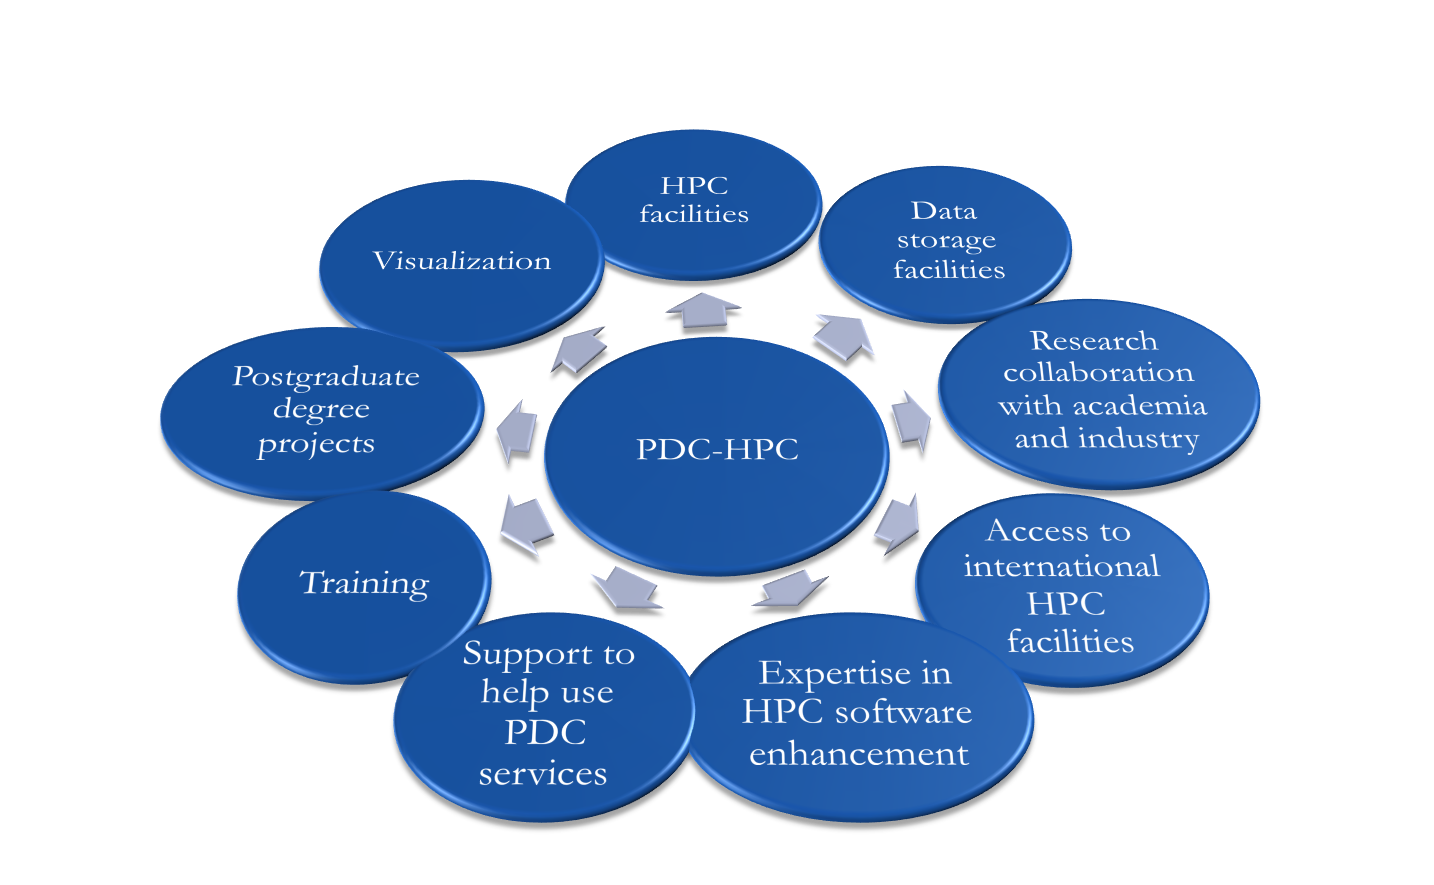 HPC
facilities
Data
storage
facilities
Research
collaboration
with academia
and industry
Access to
international
HPC
facilities
Expertise in
HPC software
enhancement
Support to
help use
PDC
services
Training
Postgraduate
degree
projects
Visualization
PDC-HPC